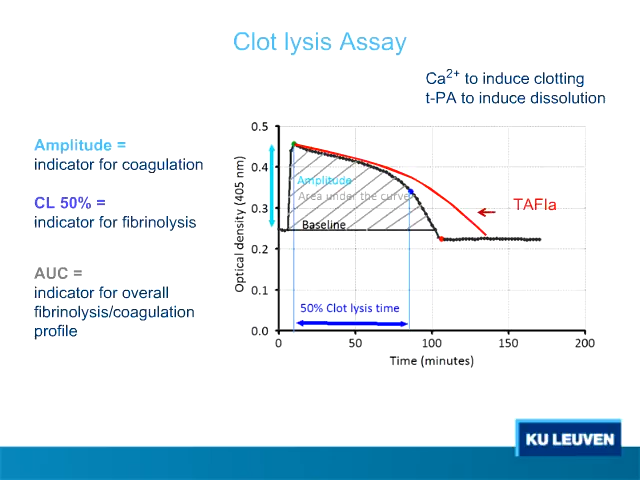 Clot lysis Assay
Ca2+ to induce clotting
t-PA to induce dissolution
Amplitude =
indicator for coagulation
CL 50% =
indicator for fibrinolysis
AUC =
indicator for overall
fibrinolysis/coagulation
profile
Optical density (405 nm)
0.5
0.4
0.3
0.2
0.1
0.0
Amplitude
Area under the curve
Baseline
TAFIa
50% Clot lysis time
0
50
100
150
200
Time (minutes)
KU LEUVEN